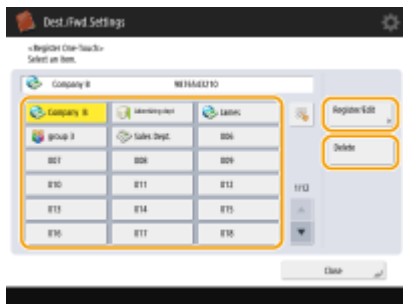 Dest./Fwd. Settings
<Register One-Touch>
Select an item.
Company B 9876543210
Company B Advertising dept James Register/Edit
group 3 Sales Dept. 006
007 008 009 Delete
010 011 012 1/12
013 014 015
016 017 018
Close